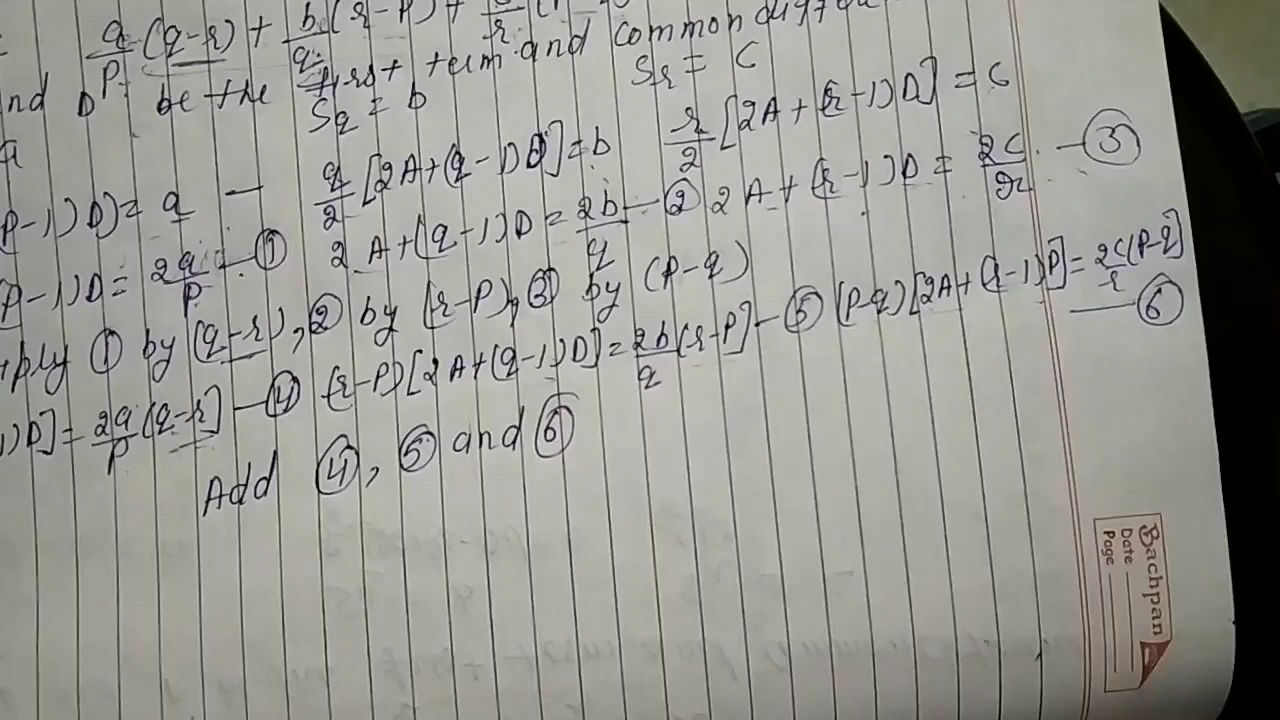 a/p (q-r) + b/q (r-P) +
nd D be the first term and common
Sq = b Sr = C
P-1)D] = a q/2 [2A+(q-1)D] = b r/2 [2A+(r-1)D] = C
P-1)D = 2a/P - ① 2A+(q-1)D = 2b/q - ② 2A+(r-1)D = 2C/r - ③
ply ① by (q-r), ② by (r-P), ③ by (P-q)
1)D] = 2a/P (q-r) - ④ (r-P)[2A+(q-1)D] = 2b/q (r-P] - ⑤ (P-q)[2A+(r-1)D] = 2C/r (P-q] - ⑥
Add ④, ⑤ and ⑥
Bachpan
Date
Page